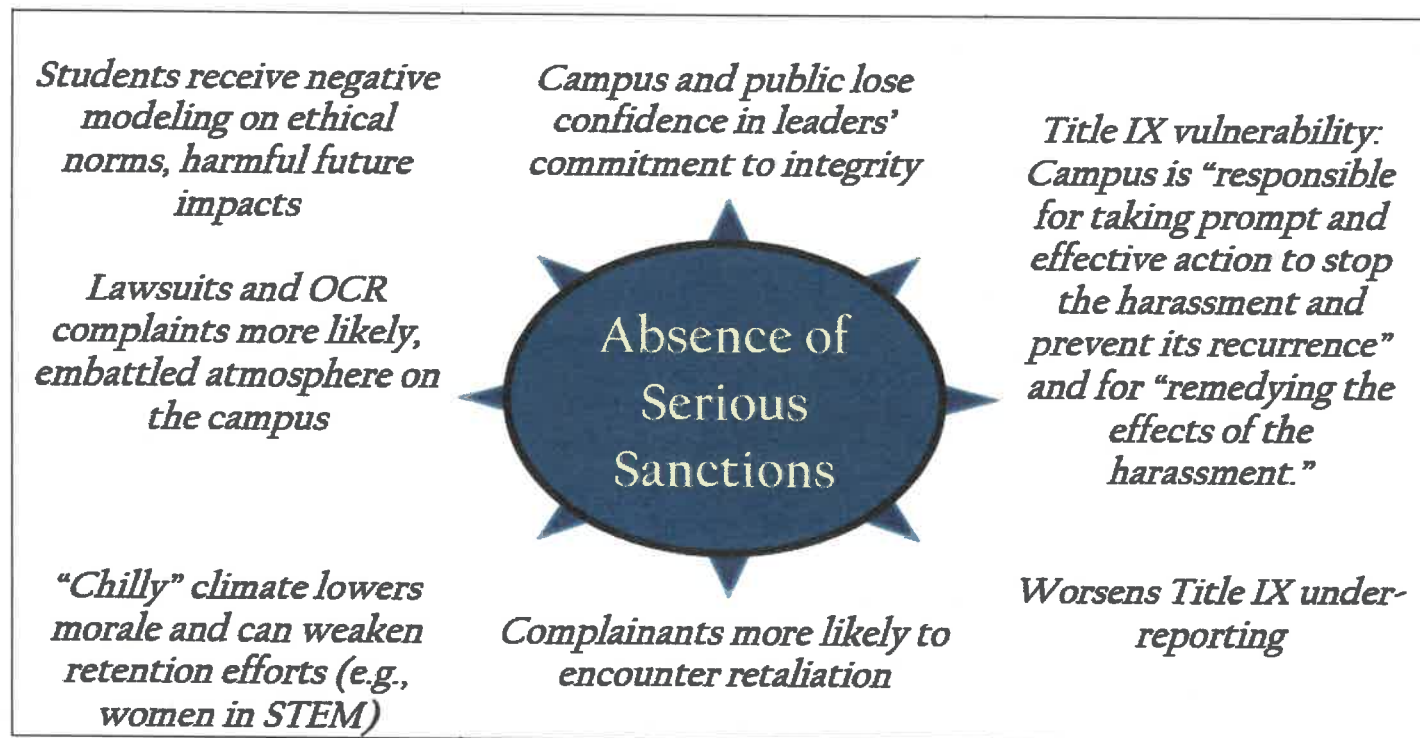 Students receive negative
modeling on ethical
norms, harmful future
impacts
Campus and public lose
confidence in leaders'
commitment to integrity
Title IX vulnerability:
Campus is “responsible
for taking prompt and
effective action to stop
the harassment and
prevent its recurrence”
and for “remedying the
effects of the
harassment.”
Lawsuits and OCR
complaints more likely,
embattled atmosphere on
the campus
Absence of
Serious
Sanctions
“Chilly” climate lowers
morale and can weaken
retention efforts (e.g.,
women in STEM)
Complainants more likely to
encounter retaliation
Worsens Title IX under-
reporting